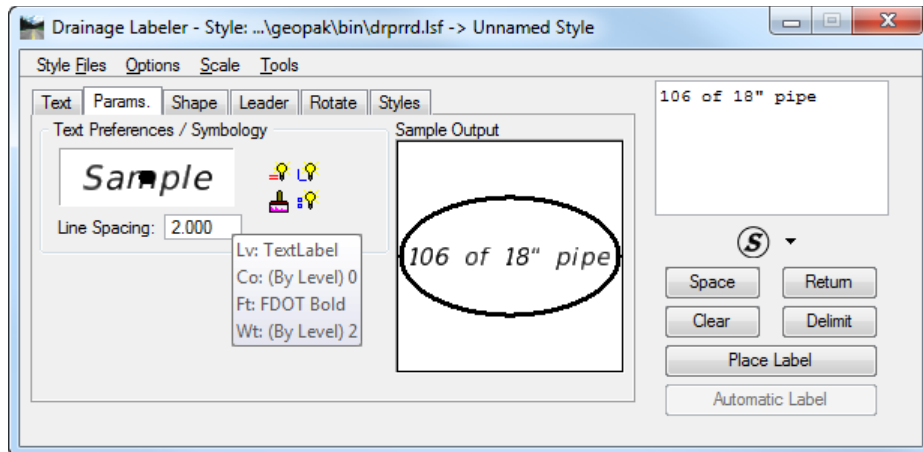 Drainage Labeler - Style: ...\geopak\bin\drprrd.lsf -> Unnamed Style
Style Files Options Scale Tools
Text Params. Shape Leader Rotate Styles
Text Preferences / Symbology
Sample
Line Spacing: 2.000
Lv: TextLabel
Co: (By Level) 0
Ft: FDOT Bold
Wt: (By Level) 2
Sample Output
106 of 18" pipe
106 of 18" pipe
S
Space Return
Clear Delimit
Place Label
Automatic Label